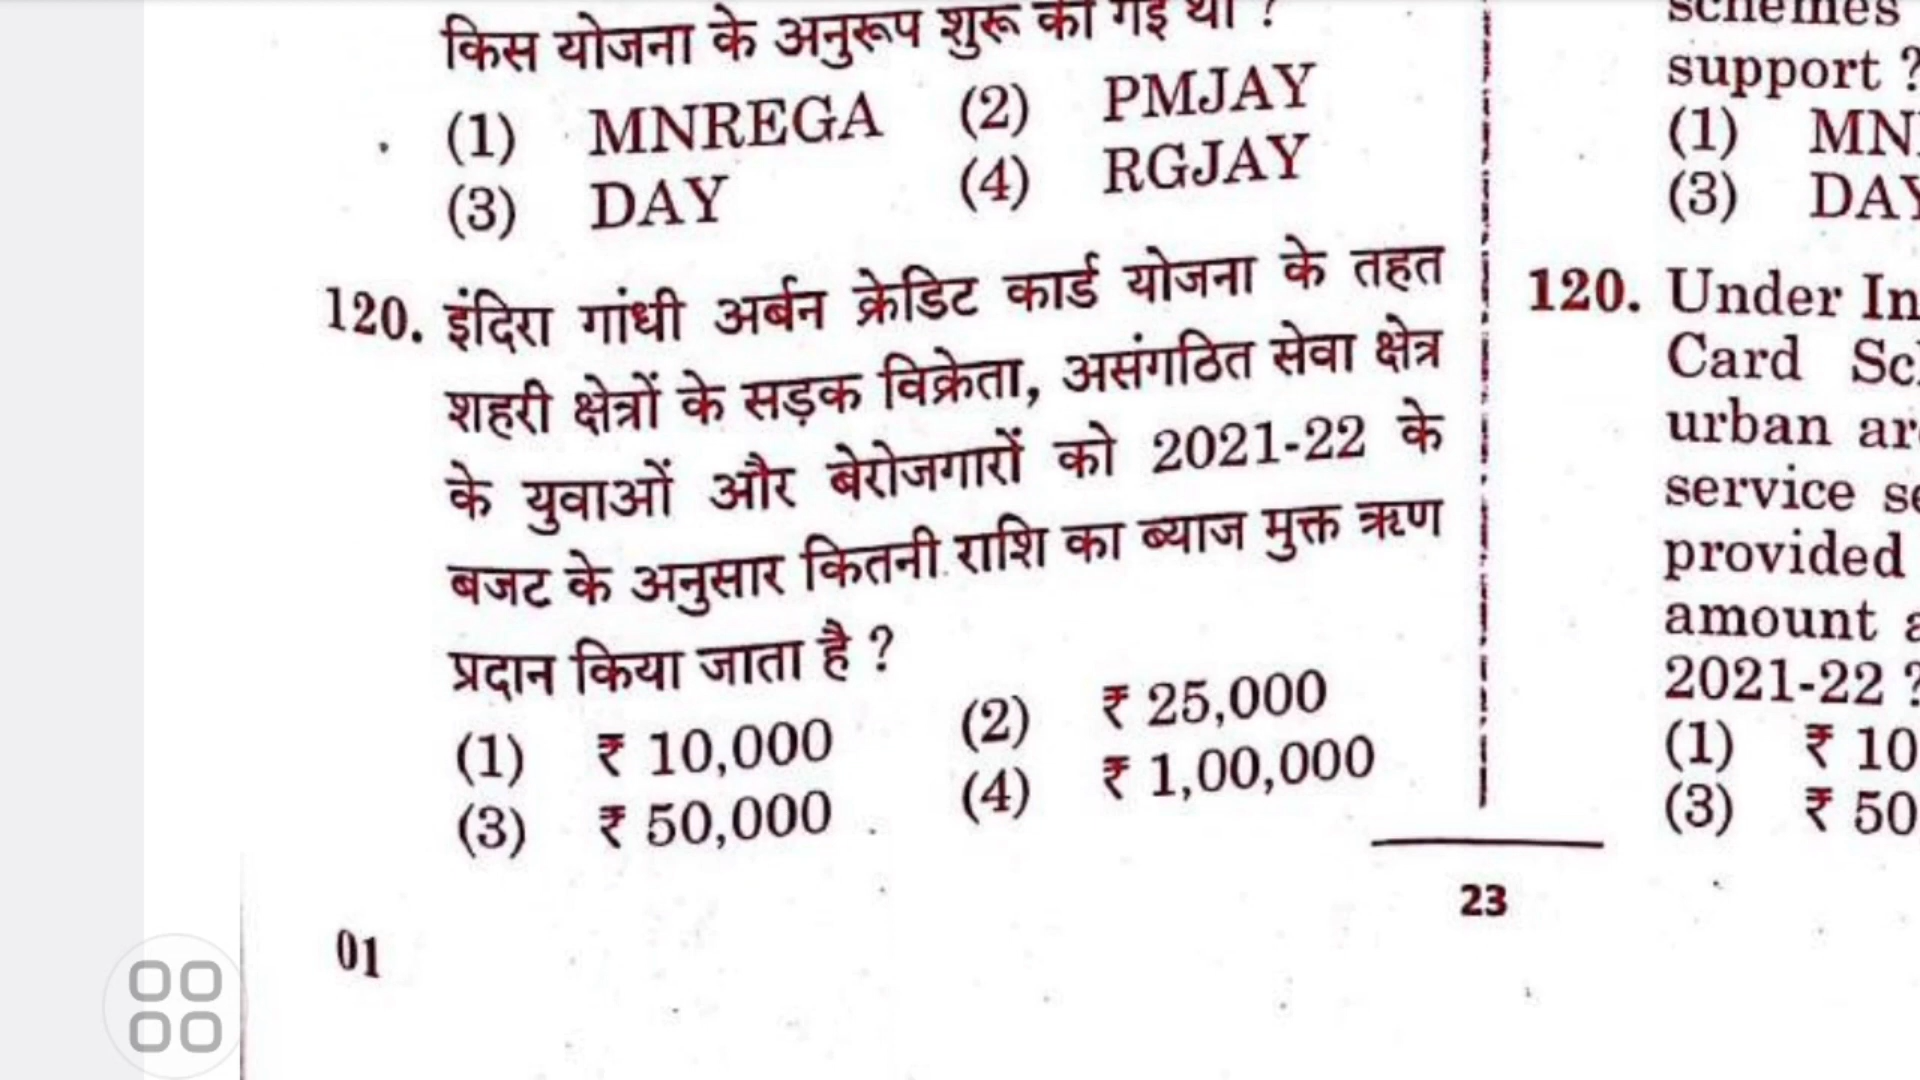 किस योजना के अनुरूप शुरू की गई थी ?
(1) MNREGA (2) PMJAY
(3) DAY (4) RGJAY
120. इंदिरा गांधी अर्बन क्रेडिट कार्ड योजना के तहत
शहरी क्षेत्रों के सड़क विक्रेता, असंगठित सेवा क्षेत्र
के युवाओं और बेरोजगारों को 2021-22 के
बजट के अनुसार कितनी राशि का ब्याज मुक्त ऋण
प्रदान किया जाता है ?
(1) ₹ 10,000 (2) ₹ 25,000
(3) ₹ 50,000 (4) ₹ 1,00,000
01
23
schemes
support ?
(1) MN
(3) DAY
120. Under In
Card Sc
urban ar
service se
provided
amount a
2021-22 ?
(1) ₹ 10
(3) ₹ 50